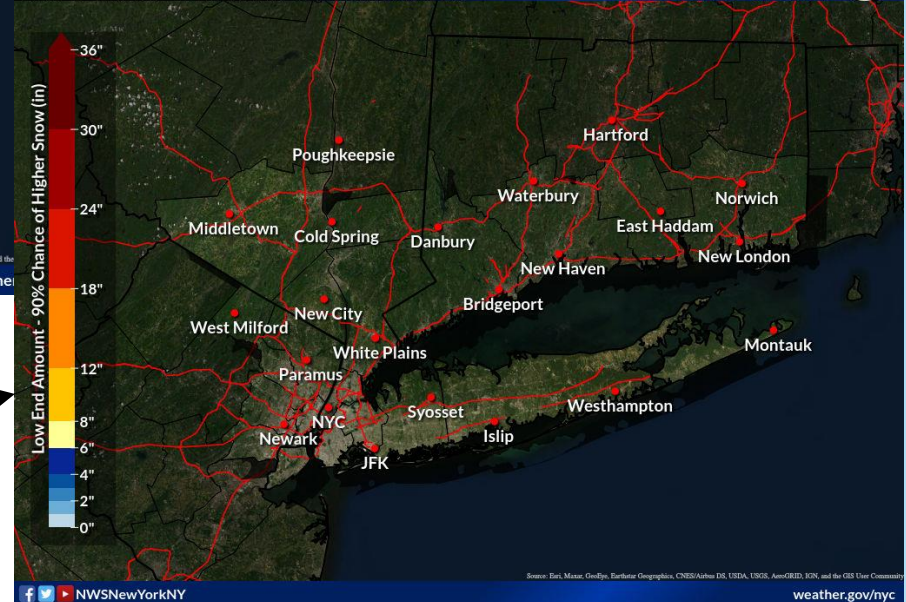 36"
30"
24"
18"
12"
8"
6"
4"
2"
0"
Low End Amount - 90% Chance of Higher Snow (in)
Hartford
Poughkeepsie
Waterbury
Norwich
Middletown
Cold Spring
Danbury
East Haddam
New London
New Haven
Bridgeport
New City
West Milford
White Plains
Montauk
Paramus
Syosset
Westhampton
NYC
Newark
Islip
JFK
Source: Esri, Maxar, GeoEye, Earthstar Geographics, CNES/Airbus DS, USDA, USGS, AeroGRID, IGN, and the GIS User Community
NWSNewYorkNY
weather.gov/nyc